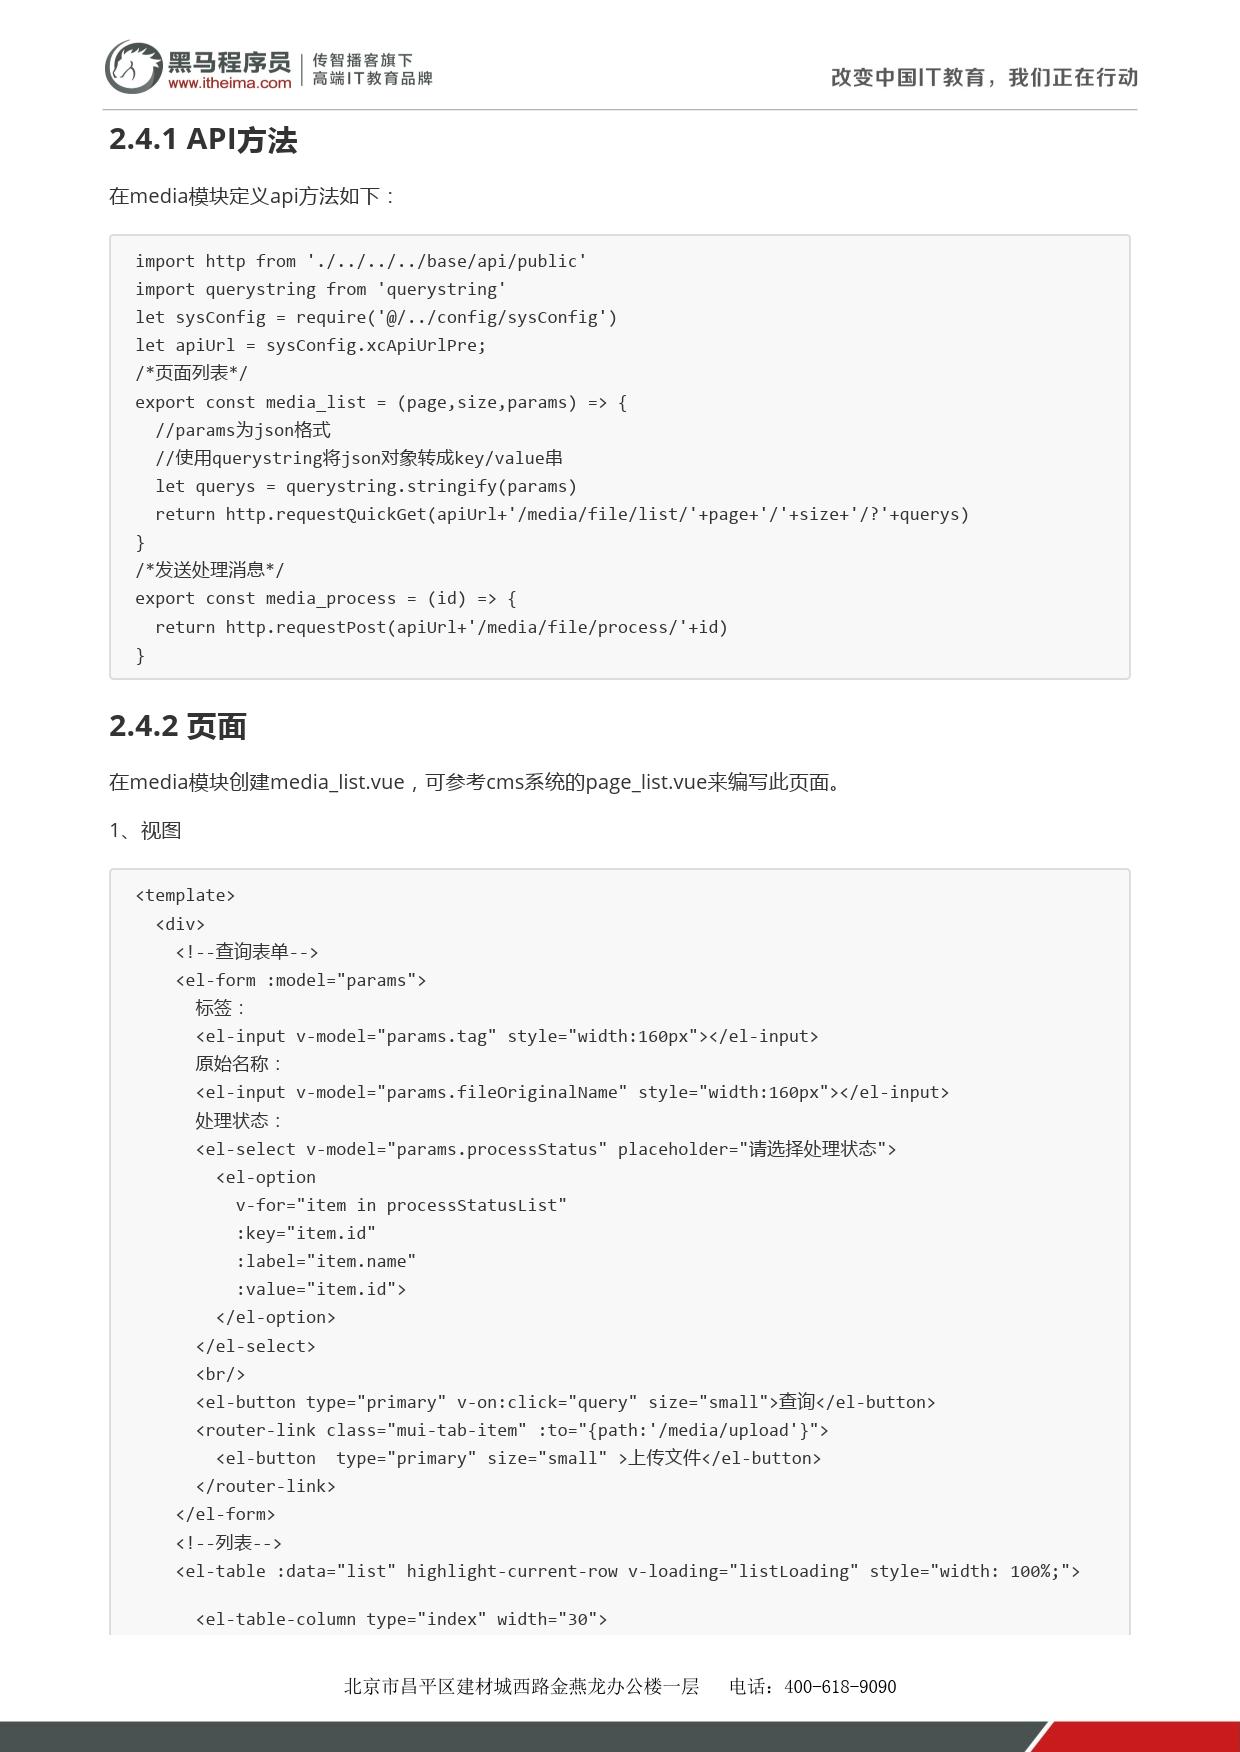 黑马程序员
www.itheima.com
传智播客旗下
高端IT教育品牌
改变中国IT教育，我们正在行动
2.4.1 API方法
在media模块定义api方法如下：
import http from './../../../base/api/public'
import querystring from 'querystring'
let sysConfig = require('@/../config/sysConfig')
let apiUrl = sysConfig.xcApiUrlPre;
/*页面列表*/
export const media_list = (page,size,params) => {
  //params为json格式
  //使用querystring将json对象转成key/value串
  let querys = querystring.stringify(params)
  return http.requestQuickGet(apiUrl+'/media/file/list/'+page+'/'+size+'/?'+querys)
}
/*发送处理消息*/
export const media_process = (id) => {
  return http.requestPost(apiUrl+'/media/file/process/'+id)
}
2.4.2 页面
在media模块创建media_list.vue，可参考cms系统的page_list.vue来编写此页面。
1、视图
<template>
  <div>
    <!--查询表单-->
    <el-form :model="params">
      标签：
      <el-input v-model="params.tag" style="width:160px"></el-input>
      原始名称：
      <el-input v-model="params.fileOriginalName" style="width:160px"></el-input>
      处理状态：
      <el-select v-model="params.processStatus" placeholder="请选择处理状态">
        <el-option
          v-for="item in processStatusList"
          :key="item.id"
          :label="item.name"
          :value="item.id">
        </el-option>
      </el-select>
      <br/>
      <el-button type="primary" v-on:click="query" size="small">查询</el-button>
      <router-link class="mui-tab-item" :to="{path:'/media/upload'}">
        <el-button  type="primary" size="small" >上传文件</el-button>
      </router-link>
    </el-form>
    <!--列表-->
    <el-table :data="list" highlight-current-row v-loading="listLoading" style="width: 100%;">
      <el-table-column type="index" width="30">
北京市昌平区建材城西路金燕龙办公楼一层 电话：400-618-9090